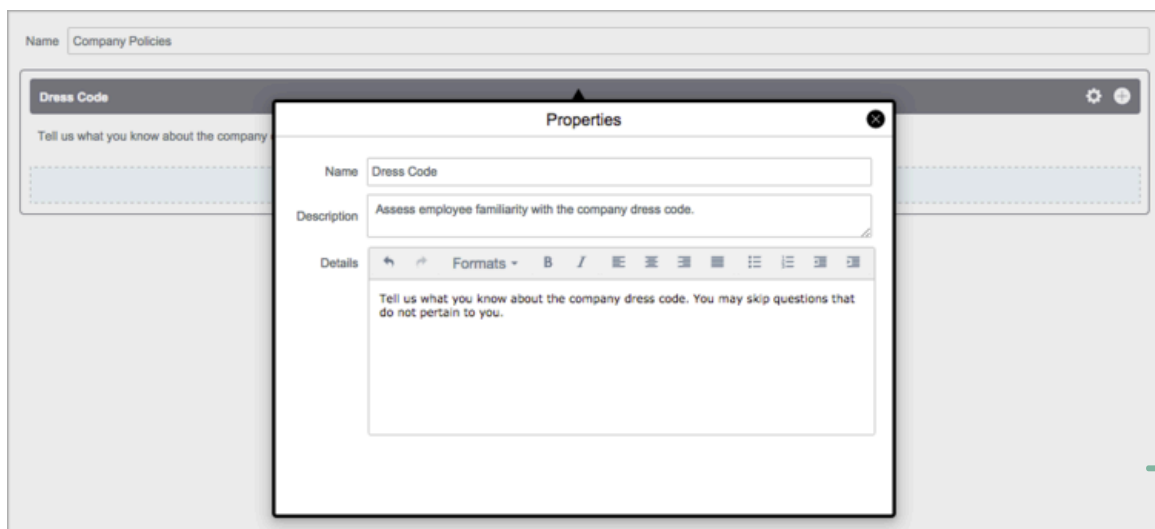 Name Company Policies
Dress Code
Tell us what you know about the company
Properties
Name Dress Code
Description Assess employee familiarity with the company dress code.
Details Formats B I
Tell us what you know about the company dress code. You may skip questions that
do not pertain to you.